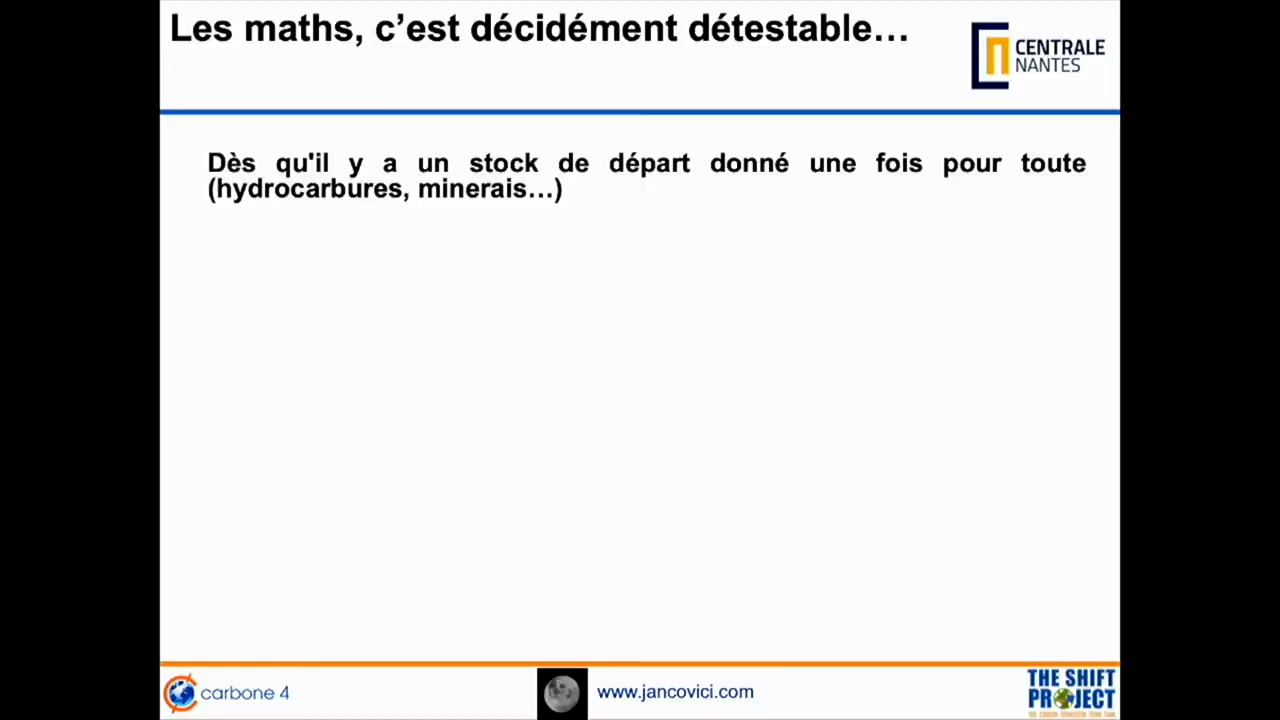 Les maths, c’est décidément détestable…
CENTRALE
NANTES
Dès qu'il y a un stock de départ donné une fois pour toute
(hydrocarbures, minerais…)
carbone 4
www.jancovici.com
THE SHIFT
PROJECT